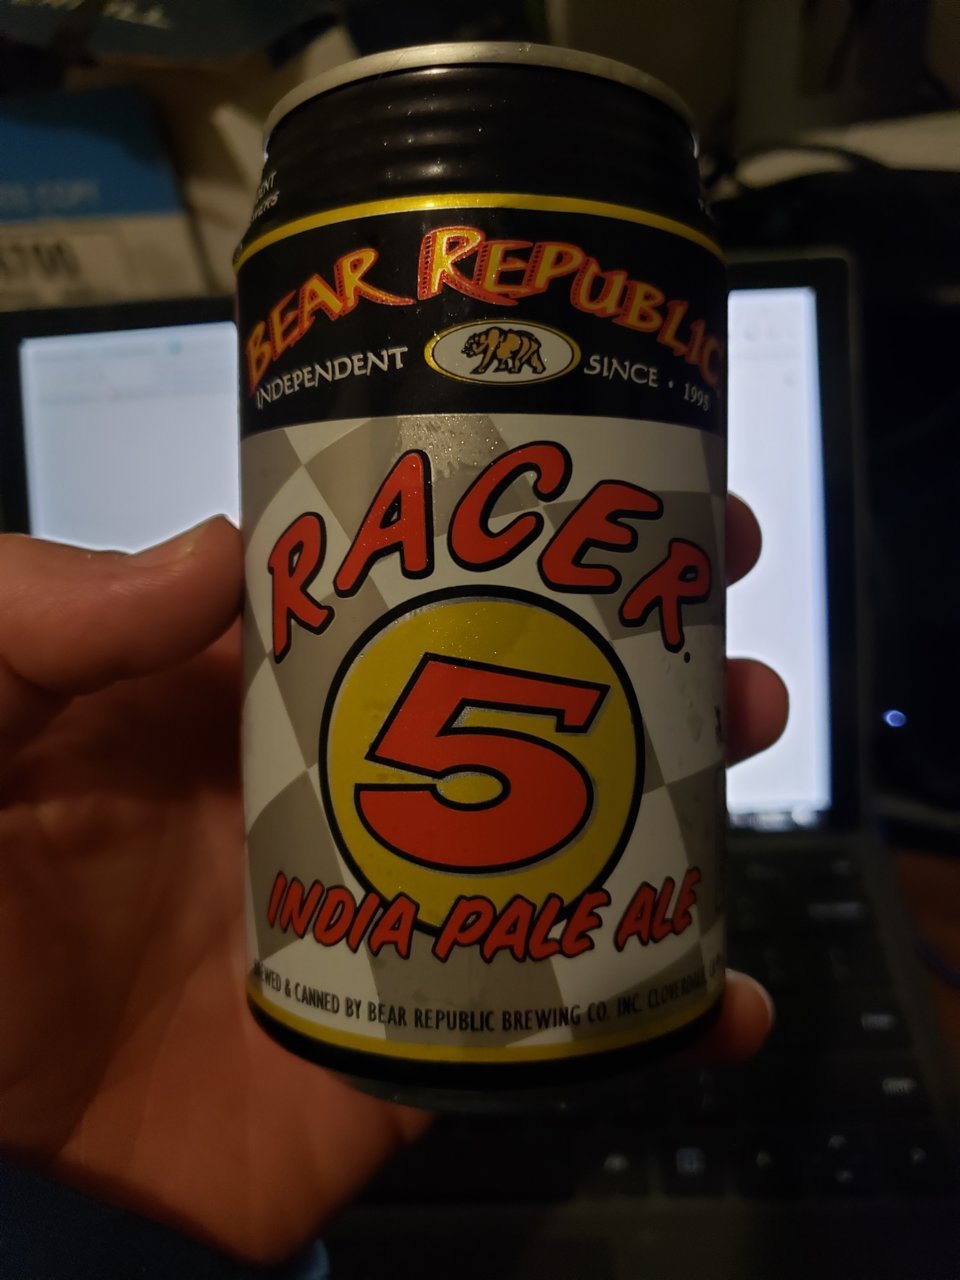 BEAR REPUBLIC
INDEPENDENT SINCE · 1995
RACER
5
INDIA PALE ALE
BREWED & CANNED BY BEAR REPUBLIC BREWING CO. INC. CLOVERDALE,